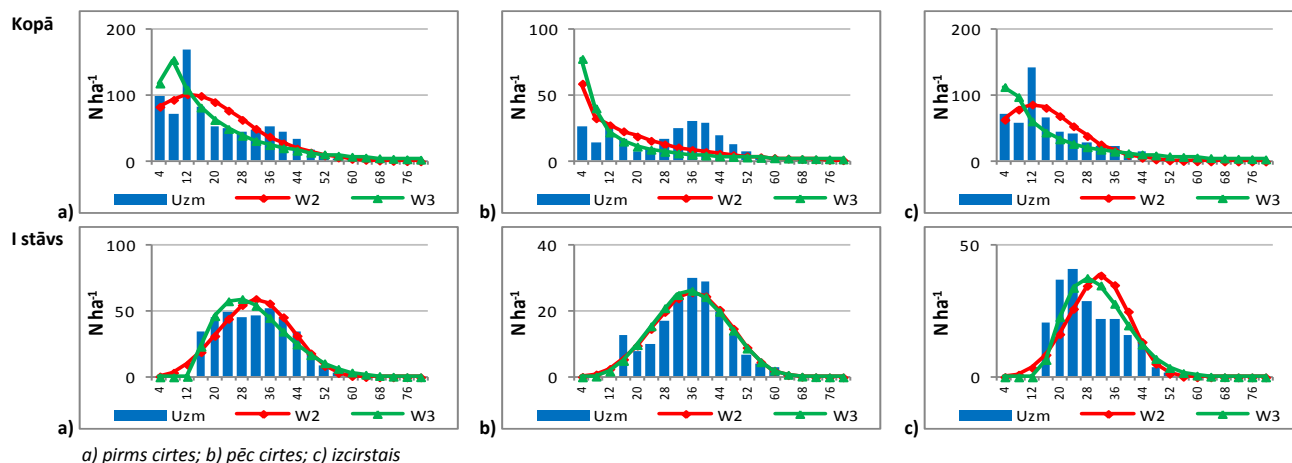 Kopā
200
100
0
N ha-1
4 12 20 28 36 44 52 60 68 76
Uzm W2 W3
a)
100
50
0
N ha-1
4 12 20 28 36 44 52 60 68 76
Uzm W2 W3
b)
200
100
0
N ha-1
4 12 20 28 36 44 52 60 68 76
Uzm W2 W3
c)
I stāvs
100
50
0
N ha-1
4 12 20 28 36 44 52 60 68 76
Uzm W2 W3
a)
40
20
0
N ha-1
4 12 20 28 36 44 52 60 68 76
Uzm W2 W3
b)
50
25
0
N ha-1
4 12 20 28 36 44 52 60 68 76
Uzm W2 W3
c)
a) pirms cirtes; b) pēc cirtes; c) izcirstais